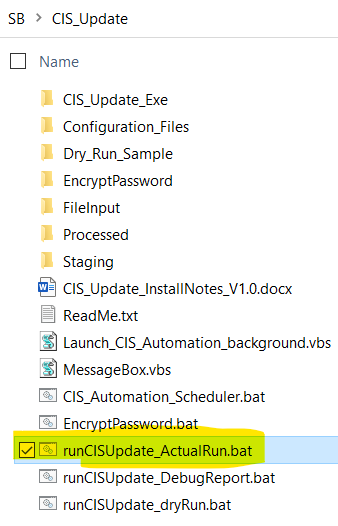 SB > CIS_Update
Name
CIS_Update_Exe
Configuration_Files
Dry_Run_Sample
EncryptPassword
FileInput
Processed
Staging
CIS_Update_InstallNotes_V1.0.docx
ReadMe.txt
Launch_CIS_Automation_background.vbs
MessageBox.vbs
CIS_Automation_Scheduler.bat
EncryptPassword.bat
runCISUpdate_ActualRun.bat
runCISUpdate_DebugReport.bat
runCISUpdate_dryRun.bat